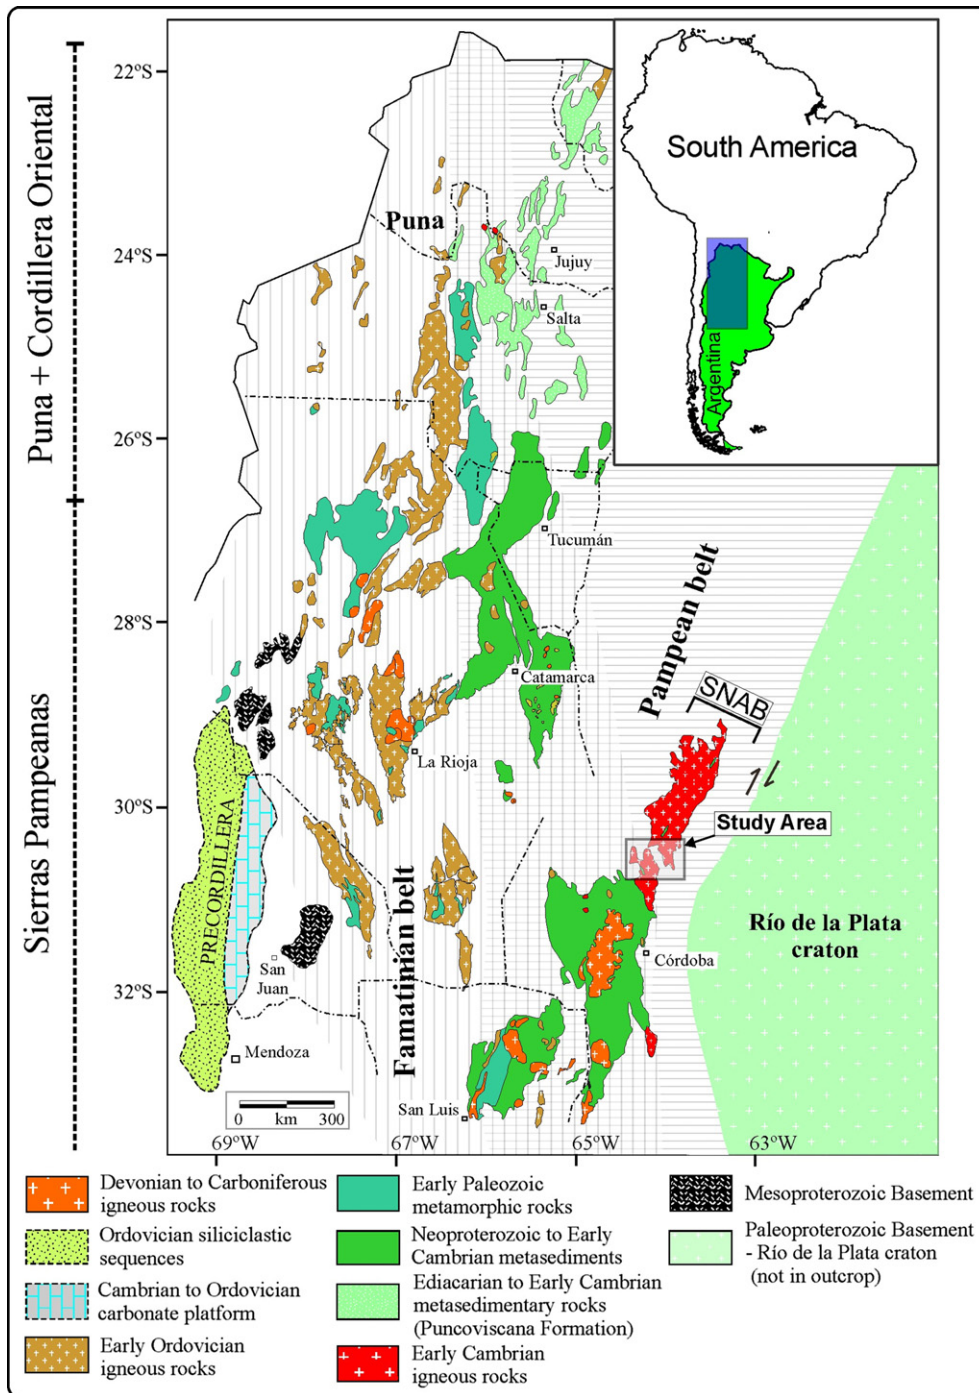 22ºS
24ºS
26ºS
28ºS
30ºS
32ºS
Puna + Cordillera Oriental
Sierras Pampeanas
South America
Argentina
Puna
Jujuy
Salta
Tucumán
Catamarca
La Rioja
Pampean belt
SNAB
Study Area
Río de la Plata
craton
Córdoba
PRECORDILLERA
San
Juan
Mendoza
Famatinian belt
San Luis
0 km 300
69ºW
67ºW
65ºW
63ºW
Devonian to Carboniferous
igneous rocks
Ordovician siliciclastic
sequences
Cambrian to Ordovician
carbonate platform
Early Ordovician
igneous rocks
Early Paleozoic
metamorphic rocks
Neoproterozoic to Early
Cambrian metasediments
Ediacarian to Early Cambrian
metasedimentary rocks
(Puncoviscana Formation)
Early Cambrian
igneous rocks
Mesoproterozoic Basement
Paleoproterozoic Basement
- Río de la Plata craton
(not in outcrop)